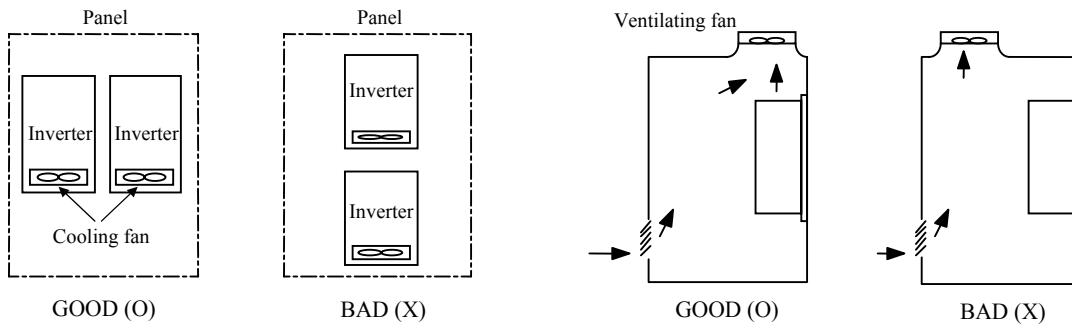 Panel
Inverter
Inverter
Cooling fan
GOOD (O)
Panel
Inverter
Inverter
BAD (X)
Ventilating fan
GOOD (O)
BAD (X)